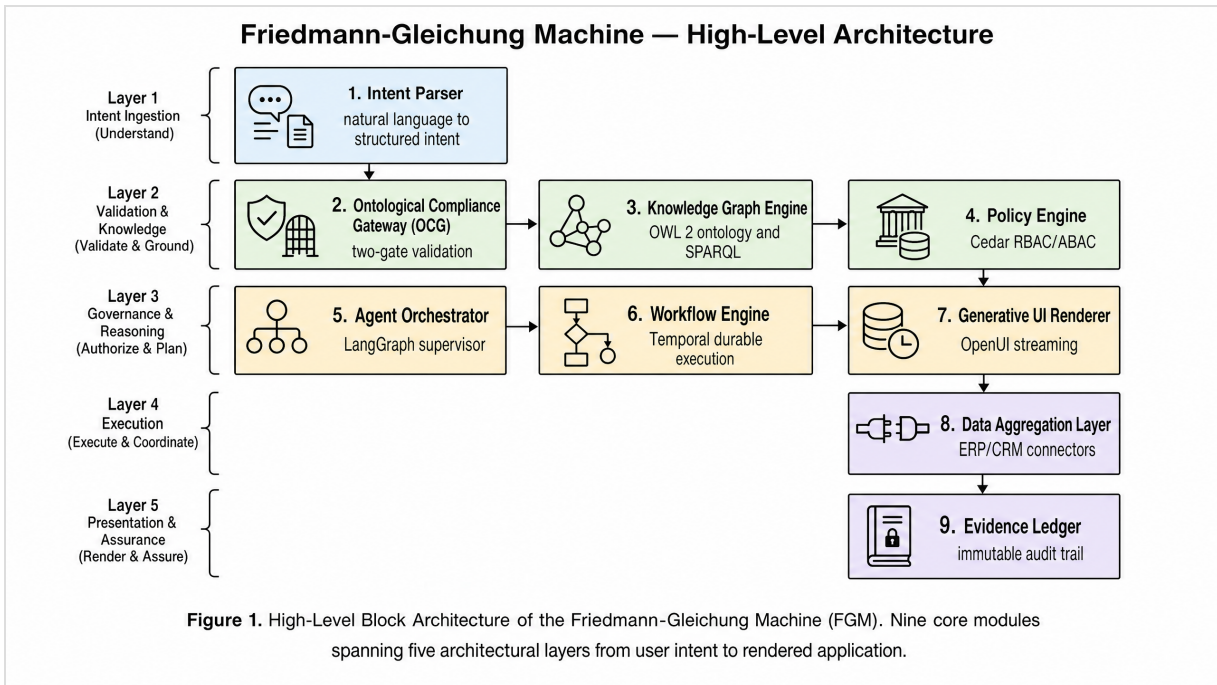 Friedmann-Gleichung Machine — High-Level Architecture
Layer 1
Intent Ingestion
(Understand)
1. Intent Parser
natural language to
structured intent
Layer 2
Validation &
Knowledge
(Validate & Ground)
2. Ontological Compliance
Gateway (OCG)
two-gate validation
3. Knowledge Graph Engine
OWL 2 ontology and
SPARQL
4. Policy Engine
Cedar RBAC/ABAC
Layer 3
Governance &
Reasoning
(Authorize & Plan)
5. Agent Orchestrator
LangGraph supervisor
6. Workflow Engine
Temporal durable
execution
7. Generative UI Renderer
OpenUI streaming
Layer 4
Execution
(Execute & Coordinate)
8. Data Aggregation Layer
ERP/CRM connectors
Layer 5
Presentation &
Assurance
(Render & Assure)
9. Evidence Ledger
immutable audit trail
Figure 1. High-Level Block Architecture of the Friedmann-Gleichung Machine (FGM). Nine core modules
spanning five architectural layers from user intent to rendered application.